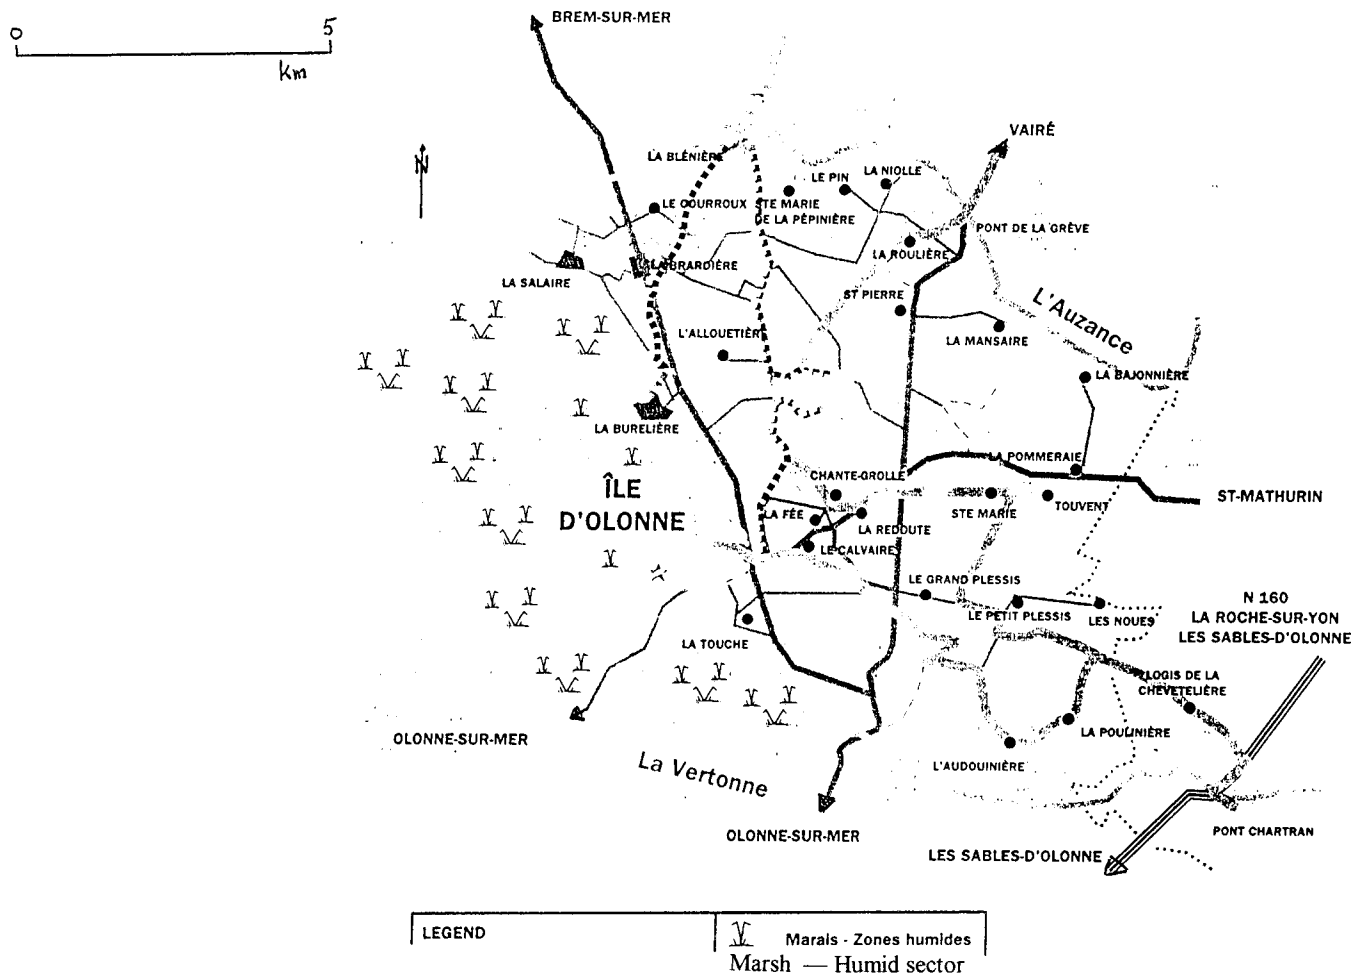 BREM-SUR-MER
0 5
km
VAIRÉ
N
LA BLÉNIÈRE
LE PIN
LA NIOLLE
LE COURROUX
STE MARIE
DE LA PÉPINIÈRE
PONT DE LA GRÈVE
LA ROULIÈRE
LA BRARDIÈRE
LA SALAIRE
ST PIERRE
L'Auzance
L'ALLOUETIÈRE
LA MANSAIRE
LA BAJONNIÈRE
LA BURELIÈRE
LA POMMERAIE
CHANTE-GROLLE
ÎLE
D'OLONNE
ST-MATHURIN
LA FÉE
LA REDOUTE
STE MARIE
TOUVENT
LE CALVAIRE
LE GRAND PLESSIS
N 160
LA ROCHE-SUR-YON
LES SABLES-D'OLONNE
LE PETIT PLESSIS
LES NOUES
LA TOUCHE
LOGIS DE LA
CHEVETELIÈRE
OLONNE-SUR-MER
LA POULINIÈRE
La Vertonne
L'AUDOUINIÈRE
OLONNE-SUR-MER
PONT CHARTRAN
LES SABLES-D'OLONNE
LEGEND
Marais - Zones humides
Marsh — Humid sector